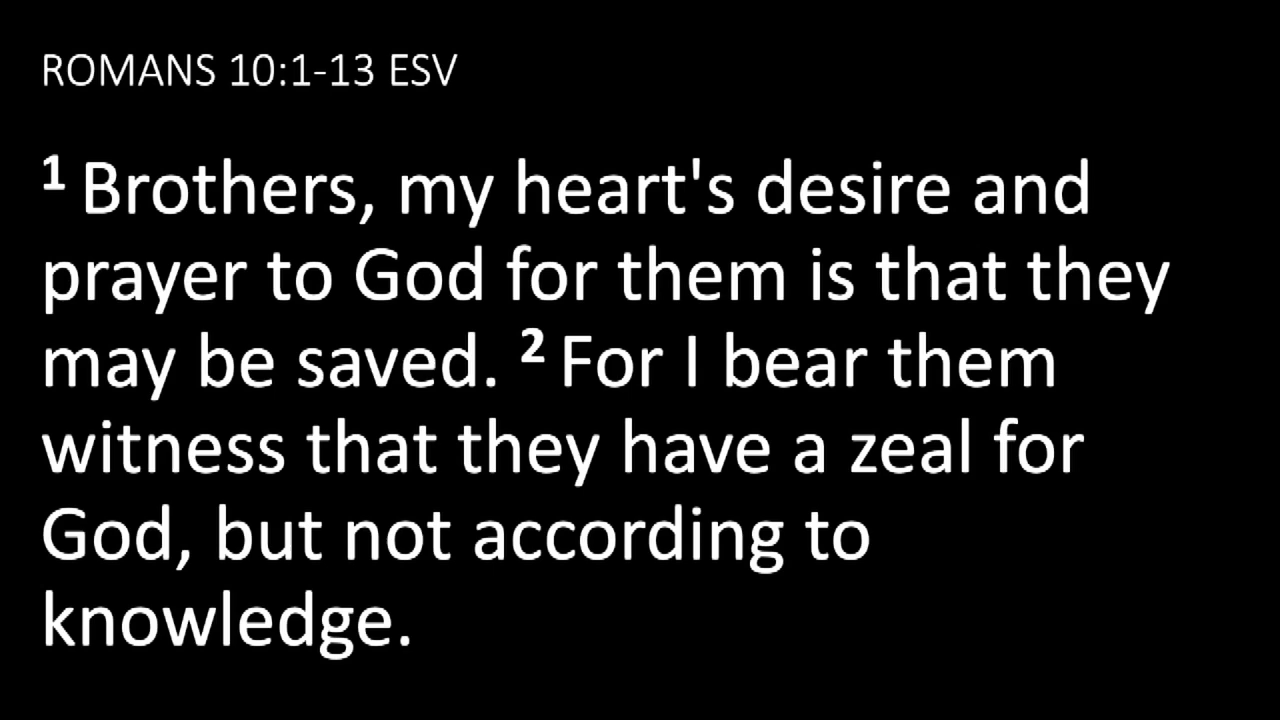 ROMANS 10:1-13 ESV
1 Brothers, my heart's desire and
prayer to God for them is that they
may be saved. 2 For I bear them
witness that they have a zeal for
God, but not according to
knowledge.